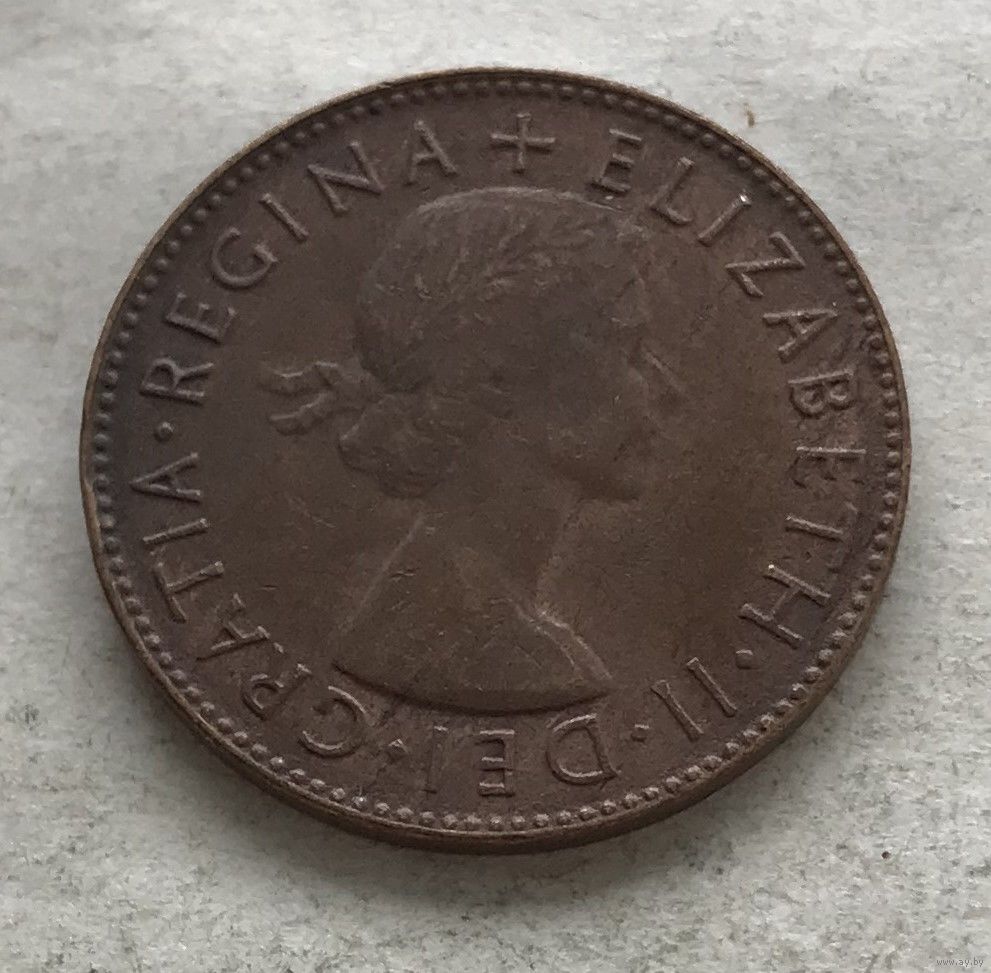 + ELIZABETH · II · DEI · GRATIA · REGINA
www.ay.by